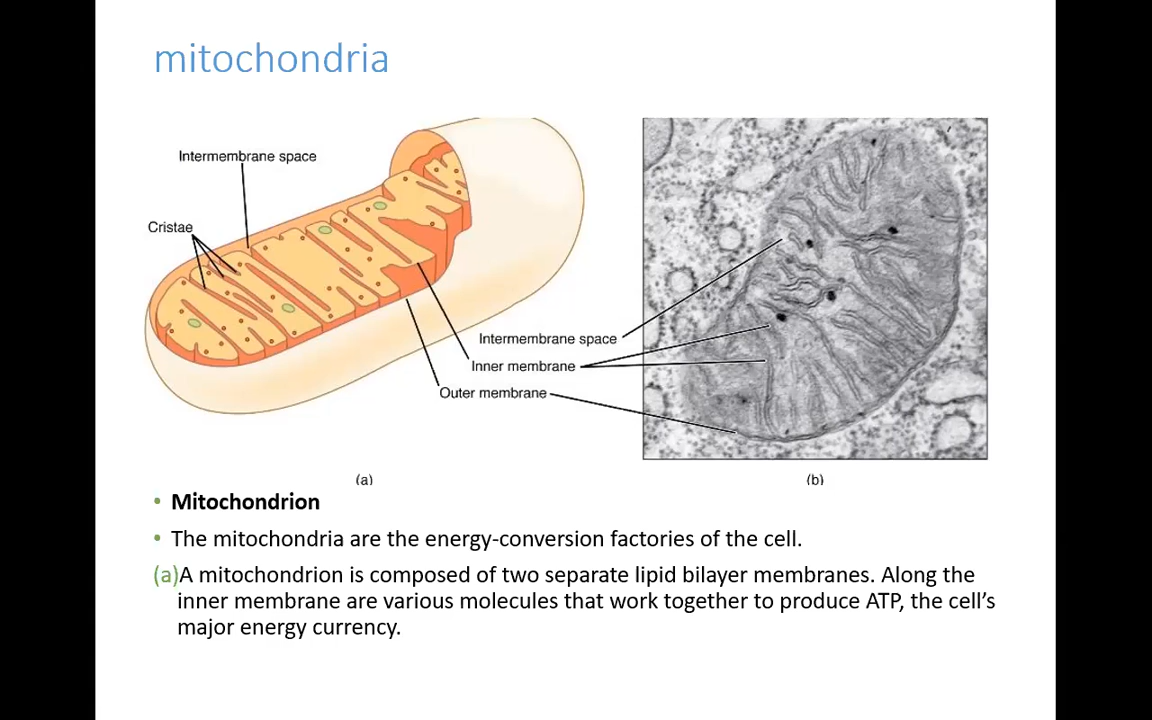 mitochondria
Intermembrane space
Cristae
Intermembrane space
Inner membrane
Outer membrane
(a)
(b)
• Mitochondrion
• The mitochondria are the energy-conversion factories of the cell.
(a)A mitochondrion is composed of two separate lipid bilayer membranes. Along the
inner membrane are various molecules that work together to produce ATP, the cell’s
major energy currency.